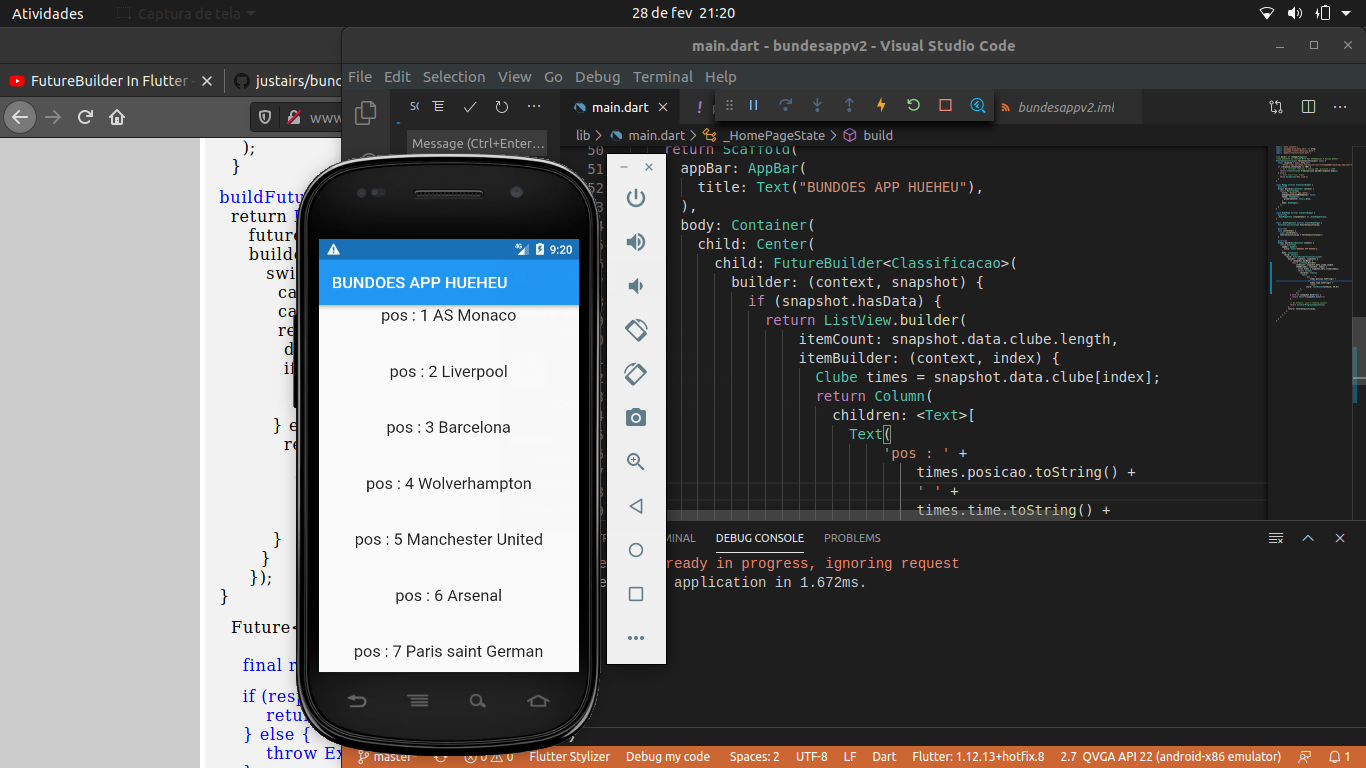 Atividades
Captura de tela
28 de fev 21:20
main.dart - bundesappv2 - Visual Studio Code
FutureBuilder In Flutter -
justairs/bund
File Edit Selection View Go Debug Terminal Help
main.dart
bundesappv2.iml
www
Message (Ctrl+Enter...
lib > main.dart > _HomePageState > build
50 return Scaffold(
51 appBar: AppBar(
52 title: Text("BUNDOES APP HUEHEU"),
),
body: Container(
child: Center(
child: FutureBuilder<Classificacao>(
builder: (context, snapshot) {
if (snapshot.hasData) {
return ListView.builder(
itemCount: snapshot.data.clube.length,
itemBuilder: (context, index) {
Clube times = snapshot.data.clube[index];
return Column(
children: <Text>[
Text(
'pos : ' +
times.posicao.toString() +
' ' +
times.time.toString() +
);
}
buildFutu
return
future
builde
swi
ca
ca
re
d
if
} e
re
}
}
});
}
Future<
final r
if (resp
retur
} else {
throw Ex
4G 9:20
BUNDOES APP HUEHEU
pos : 1 AS Monaco
pos : 2 Liverpool
pos : 3 Barcelona
pos : 4 Wolverhampton
pos : 5 Manchester United
pos : 6 Arsenal
pos : 7 Paris saint German
MINAL DEBUG CONSOLE PROBLEMS
ready in progress, ignoring request
application in 1.672ms.
master 0 0 Flutter Stylizer Debug my code Spaces: 2 UTF-8 LF Dart Flutter: 1.12.13+hotfix.8 2.7 QVGA API 22 (android-x86 emulator) 1